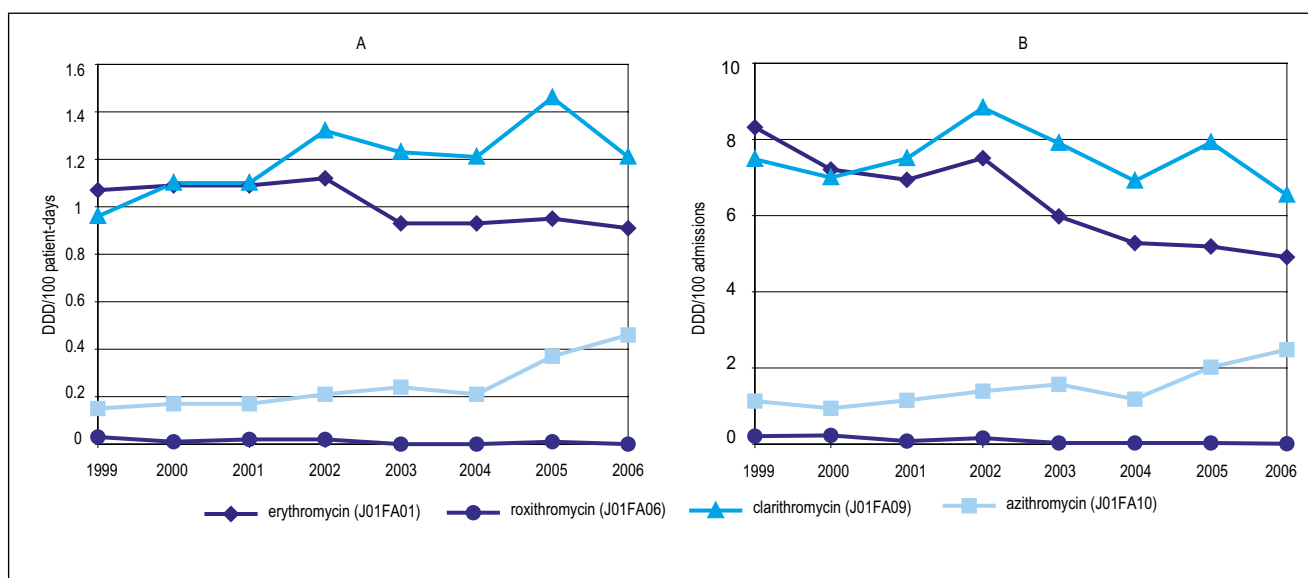 A
DDD/100 patient-days
1.6
1.4
1.2
1
0.8
0.6
0.4
0.2
0
1999 2000 2001 2002 2003 2004 2005 2006
B
DDD/100 admissions
10
8
6
4
2
0
1999 2000 2001 2002 2003 2004 2005 2006
erythromycin (J01FA01) roxithromycin (J01FA06) clarithromycin (J01FA09) azithromycin (J01FA10)